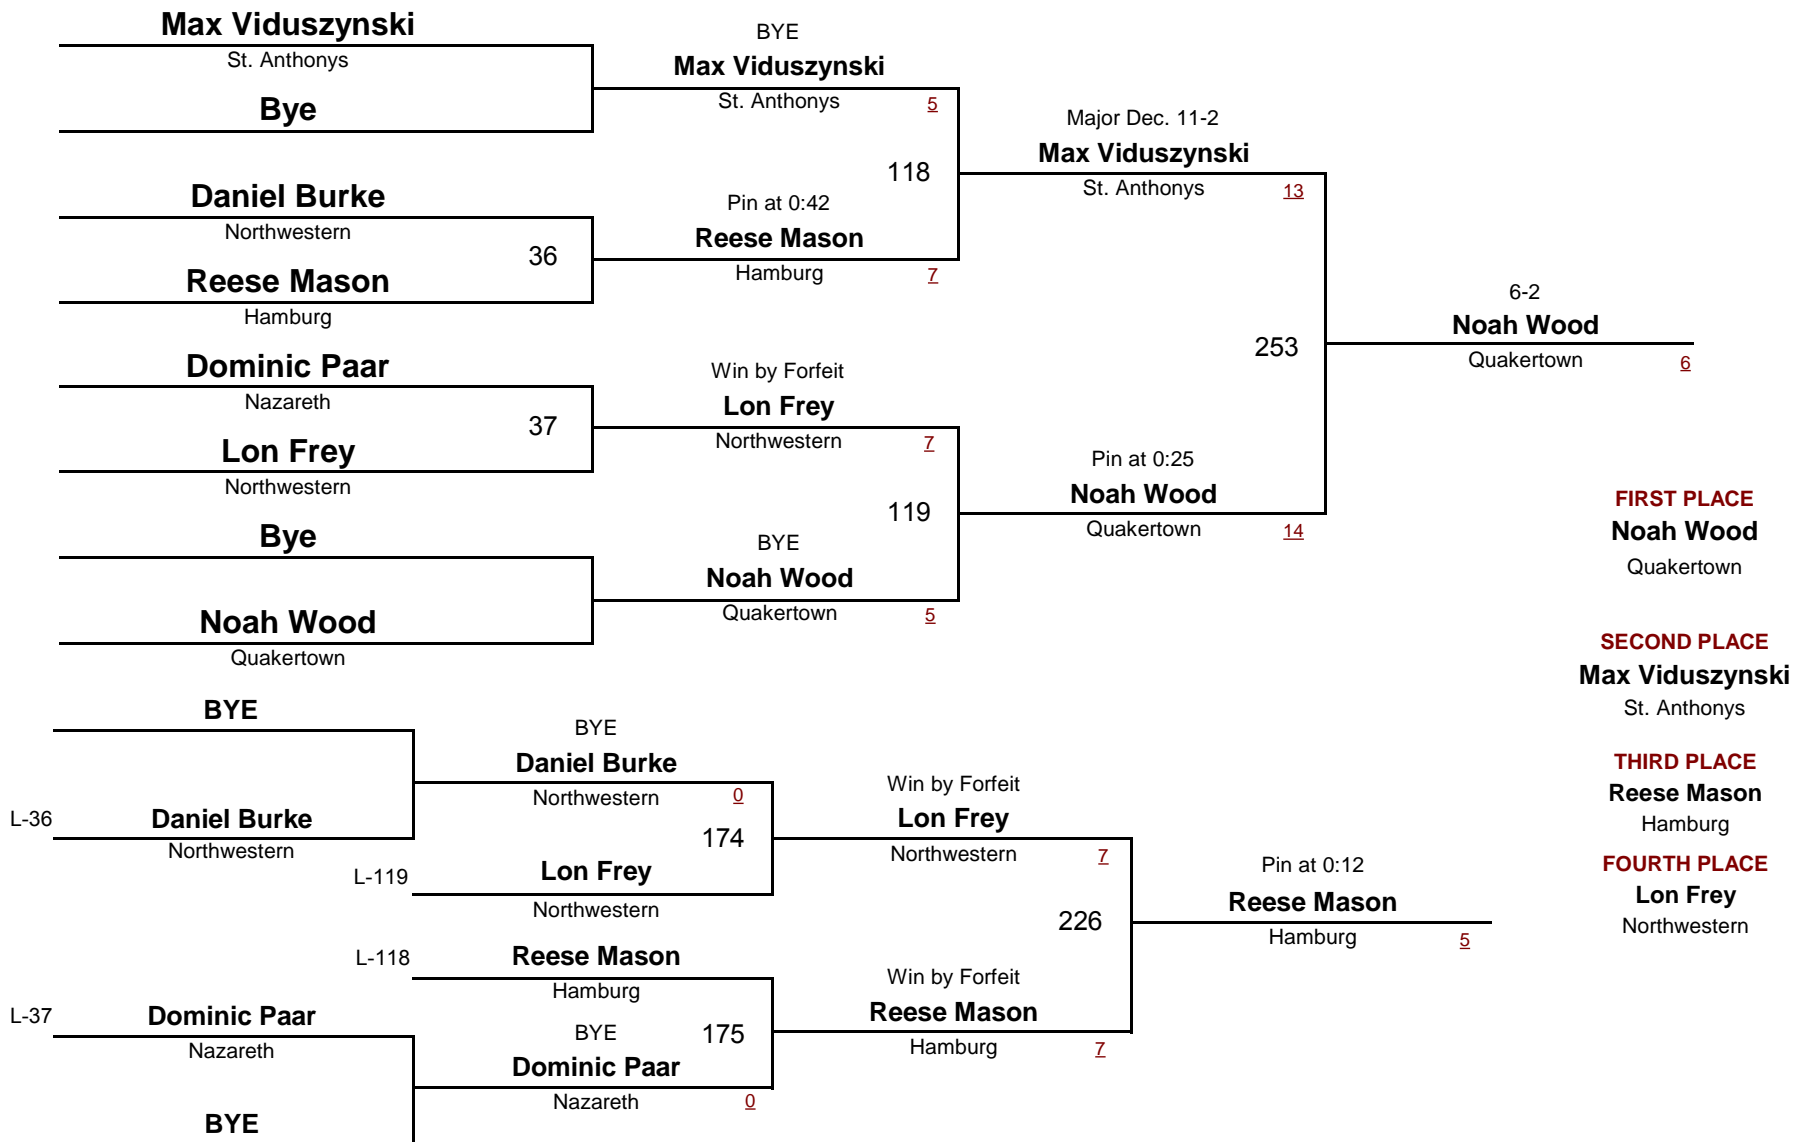 Max Viduszynski
St. Anthonys
Bye
Daniel Burke
Northwestern
36
Reese Mason
Hamburg
Dominic Paar
Nazareth
37
Lon Frey
Northwestern
Bye
Noah Wood
Quakertown
BYE
Max Viduszynski
St. Anthonys 5
118
Pin at 0:42
Reese Mason
Hamburg 7
Win by Forfeit
Lon Frey
Northwestern 7
119
BYE
Noah Wood
Quakertown 5
Major Dec. 11-2
Max Viduszynski
St. Anthonys 13
253
Pin at 0:25
Noah Wood
Quakertown 14
6-2
Noah Wood
Quakertown 6
FIRST PLACE
Noah Wood
Quakertown
SECOND PLACE
Max Viduszynski
St. Anthonys
THIRD PLACE
Reese Mason
Hamburg
FOURTH PLACE
Lon Frey
Northwestern
BYE
L-36 Daniel Burke
Northwestern
BYE
Daniel Burke
Northwestern 0
174
L-119 Lon Frey
Northwestern
L-118 Reese Mason
Hamburg
L-37 Dominic Paar
Nazareth
BYE 175
Dominic Paar
Nazareth 0
BYE
Win by Forfeit
Lon Frey
Northwestern 7
226
Win by Forfeit
Reese Mason
Hamburg 7
Pin at 0:12
Reese Mason
Hamburg 5